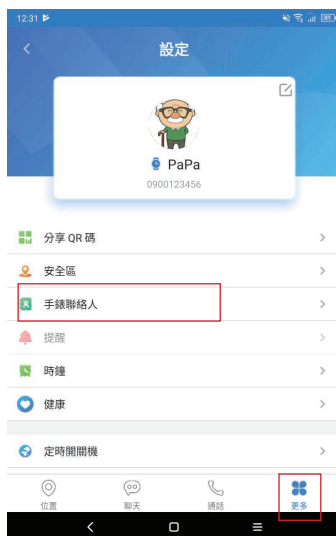 12:31
設定
PaPa
0900123456
分享 QR 碼
安全區
手錶聯絡人
提醒
時鐘
健康
定時開關機
位置
聊天
通話
更多